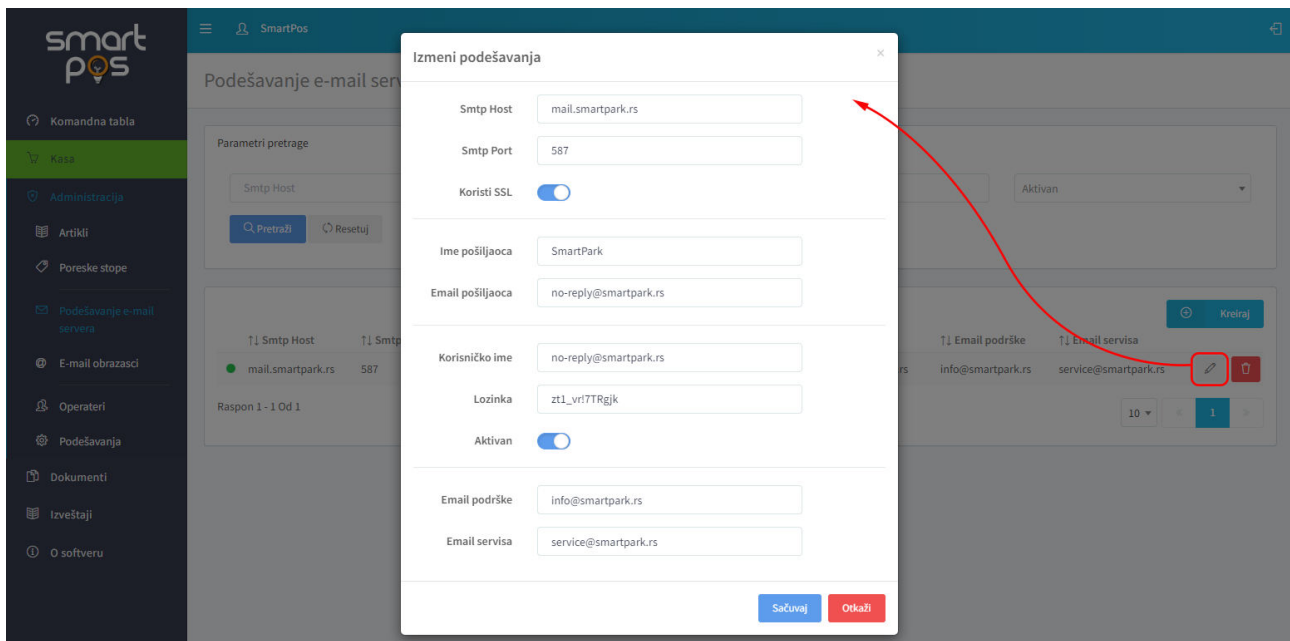 smart
pos
SmartPos
Podešavanje e-mail serv
Komandna tabla
Kasa
Administracija
Artikli
Poreske stope
Podešavanje e-mail
servera
E-mail obrazasci
Operateri
Podešavanja
Dokumenti
Izveštaji
O softveru
Parametri pretrage
Smtp Host
Aktivan
Pretraži
Resetuj
Kreiraj
Smtp Host
Smtp
Email podrške
Email servisa
mail.smartpark.rs
587
rs
info@smartpark.rs
service@smartpark.rs
Raspon 1 - 1 Od 1
10
«
1
»
Izmeni podešavanja
×
Smtp Host
mail.smartpark.rs
Smtp Port
587
Koristi SSL
Ime pošiljaoca
SmartPark
Email pošiljaoca
no-reply@smartpark.rs
Korisničko ime
no-reply@smartpark.rs
Lozinka
zt1_vr!7TRgjk
Aktivan
Email podrške
info@smartpark.rs
Email servisa
service@smartpark.rs
Sačuvaj
Otkaži